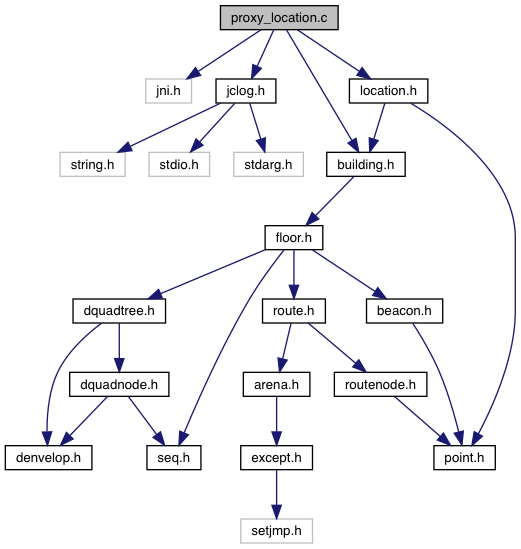 proxy_location.c
jni.h
jclog.h
location.h
string.h
stdio.h
stdarg.h
building.h
floor.h
dquadtree.h
route.h
beacon.h
dquadnode.h
arena.h
routenode.h
denvelop.h
seq.h
except.h
point.h
setjmp.h